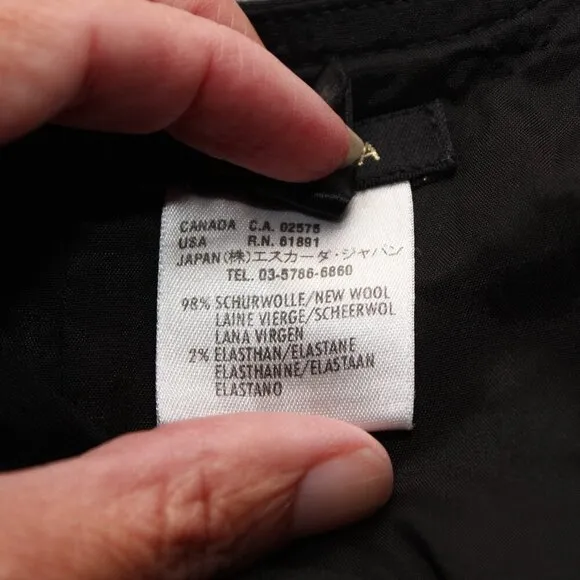 A
CANADA C.A. 02575
USA R.N. 61891
JAPAN (株)エスカーダ・ジャパン
TEL. 03-5786-6860
98% SCHURWOLLE/NEW WOOL
LAINE VIERGE/SCHEERWOL
LANA VIRGEN
2% ELASTHAN/ELASTANE
ELASTHANNE/ELASTAAN
ELASTANO